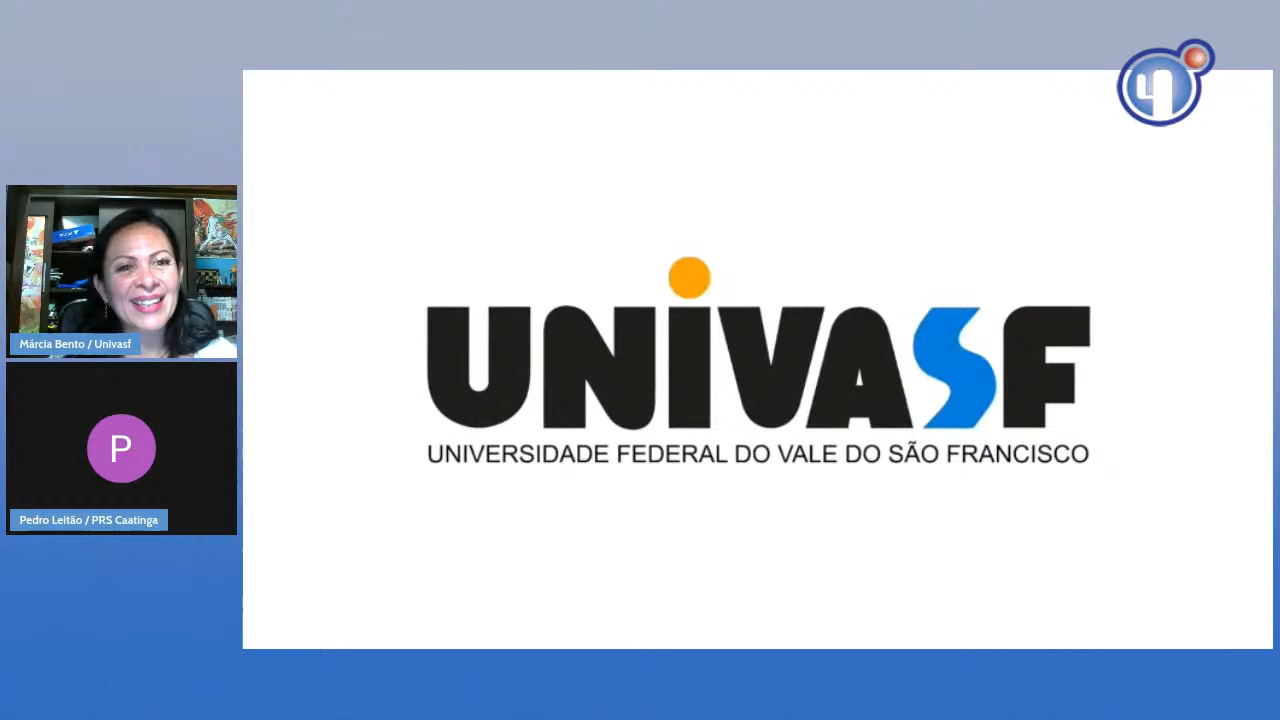 Márcia Bento / Univasf
P
Pedro Leitão / PRS Caatinga
UNIVASF
UNIVERSIDADE FEDERAL DO VALE DO SÃO FRANCISCO